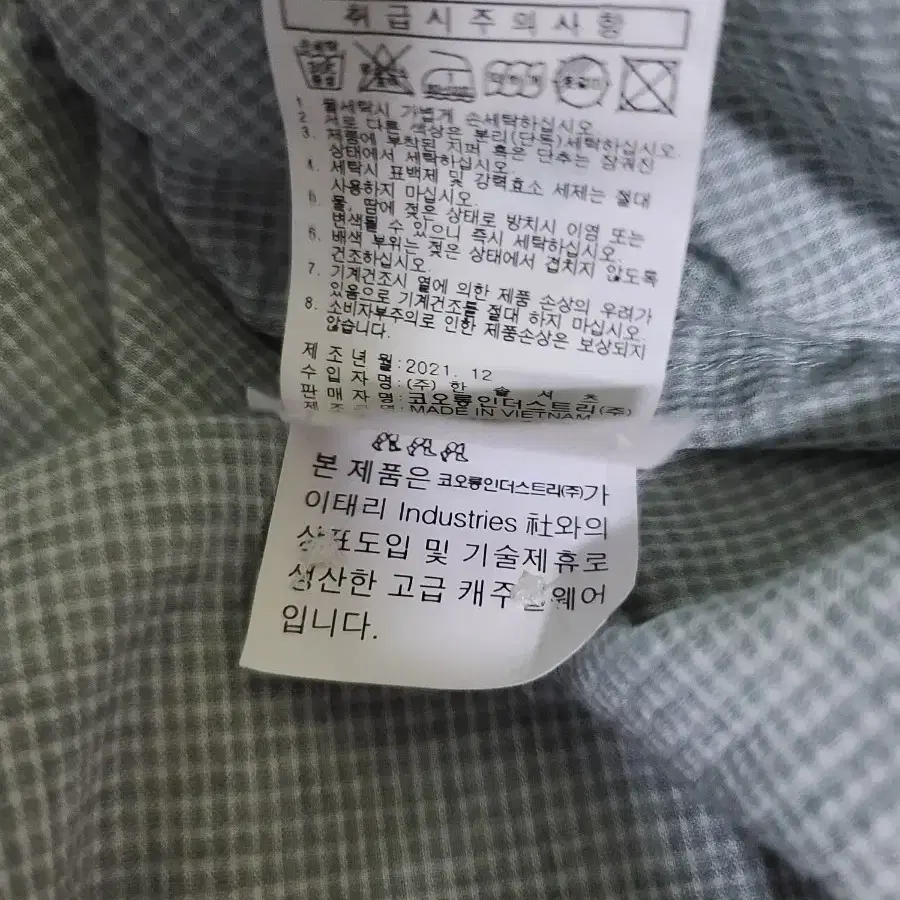 취급시주의사항
1. 물세탁시 가볍게 손세탁하십시오.
2. 서로 다른 색상은 분리(단독)세탁하십시오.
3. 제품에 부착된 지퍼 혹은 단추는 잠궈진
상태에서 세탁하십시오.
4. 세탁시 표백제 및 강력효소 세제는 절대
사용하지 마십시오.
5. 물, 땀에 젖은 상태로 방치시 이염 또는
변색될 수 있으니 즉시 세탁하십시오.
6. 배색 부위는 젖은 상태에서 겹치지 않도록
건조하십시오.
7. 기계건조시 열에 의한 제품 손상의 우려가
있음으로 기계건조를 절대 하지 마십시오.
8. 소비자부주의로 인한 제품손상은 보상되지
않습니다.
제조년월:2021. 12
수입자명:(주) 한솔셔츠
판매자명:코오롱인더스트리(주)
제조국명:MADE IN VIETNAM
본 제품은 코오롱인더스트리(주)가
이태리 Industries 社와의
상표도입 및 기술제휴로
생산한 고급 캐주얼웨어
입니다.